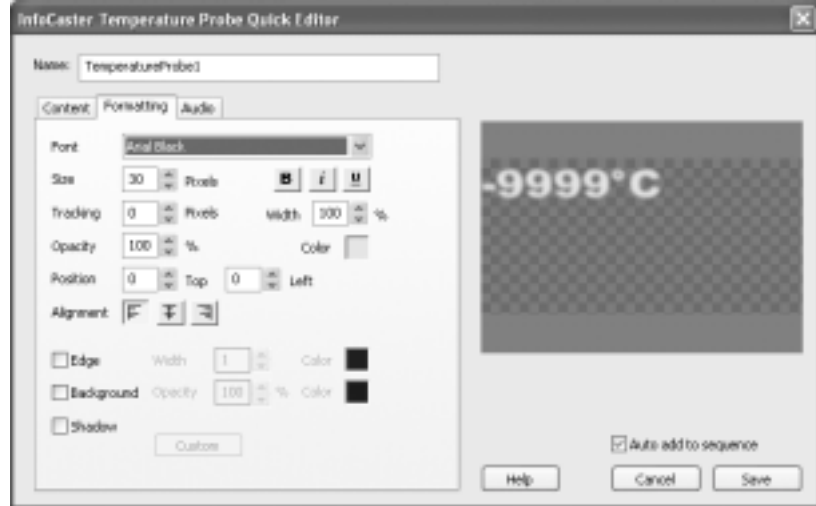 InfoCaster Temperature Probe Quick Editor
Name: TemperatureProbe1
Content Formatting Audio
Font Arial Black
Size 30 Pixels B i U
Tracking 0 Pixels Width 100 %
Opacity 100 % Color
Position 0 Top 0 Left
Alignment
Edge Width 1 Color
Background Opacity 100 % Color
Shadow
Custom
-9999°C
Auto add to sequence
Help Cancel Save